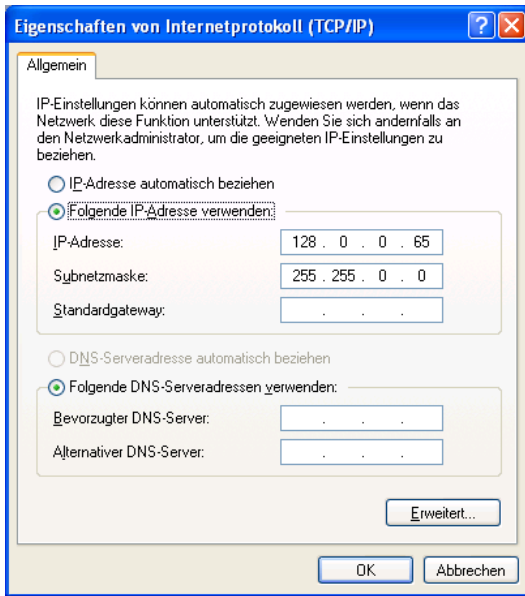 Eigenschaften von Internetprotokoll (TCP/IP)
Allgemein
IP-Einstellungen können automatisch zugewiesen werden, wenn das
Netzwerk diese Funktion unterstützt. Wenden Sie sich andernfalls an
den Netzwerkadministrator, um die geeigneten IP-Einstellungen zu
beziehen.
IP-Adresse automatisch beziehen
Folgende IP-Adresse verwenden:
IP-Adresse: 128 . 0 . 0 . 65
Subnetzmaske: 255 . 255 . 0 . 0
Standardgateway: . . .
DNS-Serveradresse automatisch beziehen
Folgende DNS-Serveradressen verwenden:
Bevorzugter DNS-Server: . . .
Alternativer DNS-Server: . . .
Erweitert...
OK Abbrechen